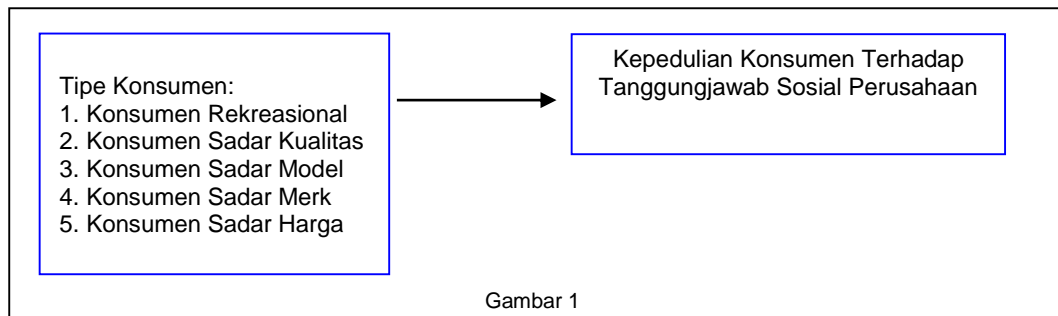 Tipe Konsumen:
1. Konsumen Rekreasional
2. Konsumen Sadar Kualitas
3. Konsumen Sadar Model
4. Konsumen Sadar Merk
5. Konsumen Sadar Harga
Kepedulian Konsumen Terhadap
Tanggungjawab Sosial Perusahaan
Gambar 1